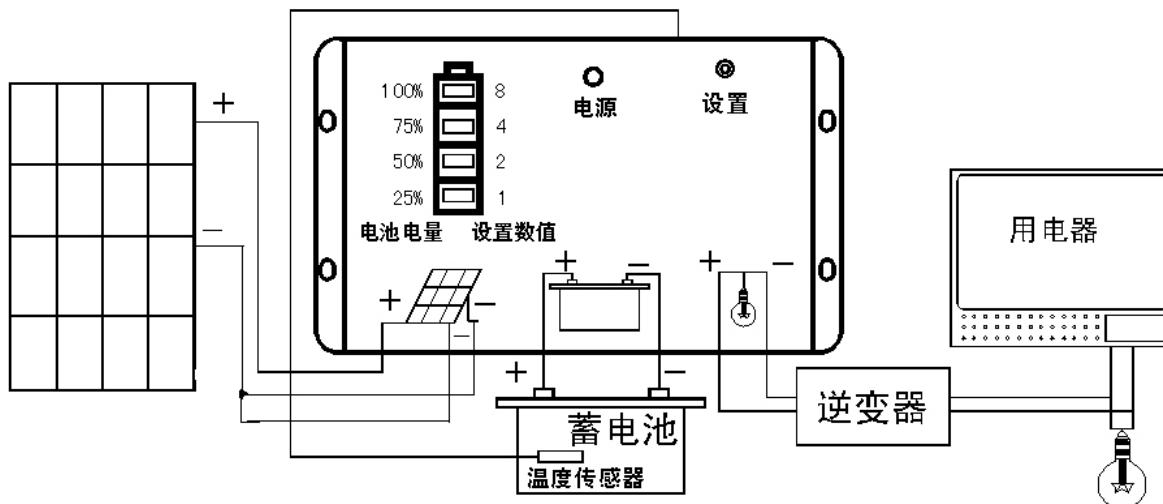 100% 8
75% 4
50% 2
25% 1
电池电量 设置数值
电源
设置
+
−
+ −
−
+ −
+ −
+ −
用电器
逆变器
蓄电池
温度传感器